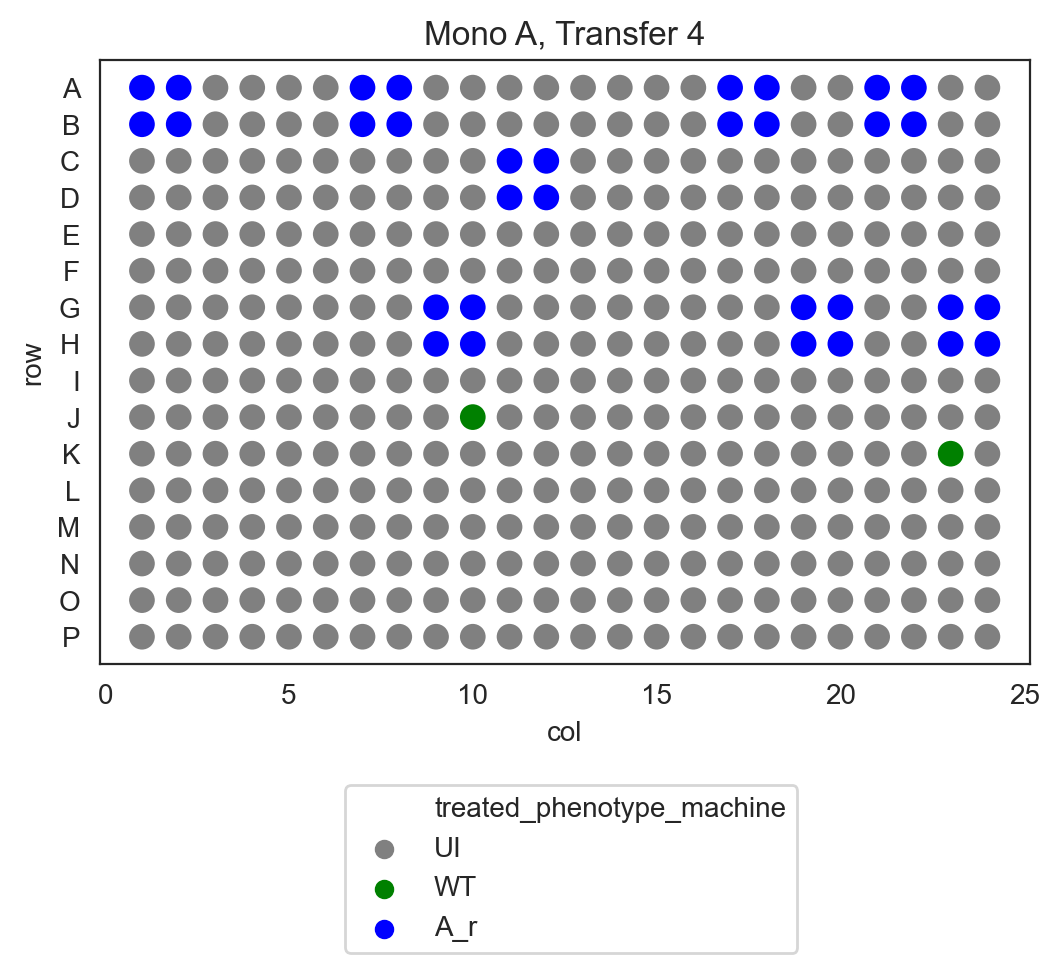 Mono A, Transfer 4
row
A
B
C
D
E
F
G
H
I
J
K
L
M
N
O
P
0 5 10 15 20 25
col
treated_phenotype_machine
UI
WT
A_r